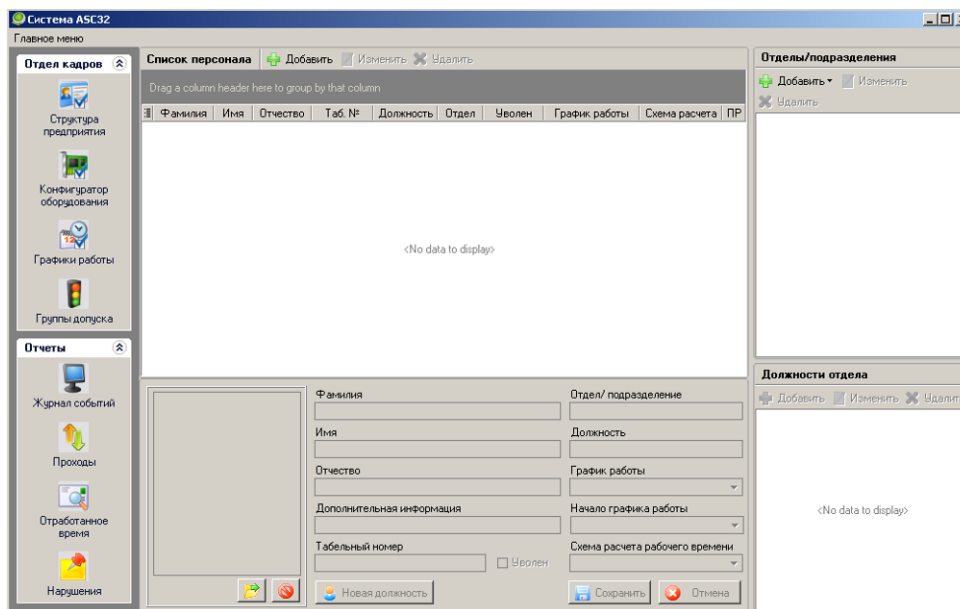 Система ASC32
Главное меню
Отдел кадров
Структура
предприятия
Конфигуратор
оборудования
Графики работы
Группы допуска
Отчеты
Журнал событий
Проходы
Отработанное
время
Нарушения
Список персонала Добавить Изменить Удалить
Drag a column header here to group by that column
Фамилия Имя Отчество Таб. № Должность Отдел Уволен График работы Схема расчета ПР
<No data to display>
Фамилия
Имя
Отчество
Дополнительная информация
Табельный номер
Уволен
Новая должность
Отдел/ подразделение
Должность
График работы
Начало графика работы
Схема расчета рабочего времени
Сохранить Отмена
Отделы/подразделения
Добавить Изменить
Удалить
Должности отдела
Добавить Изменить Удалить
<No data to display>